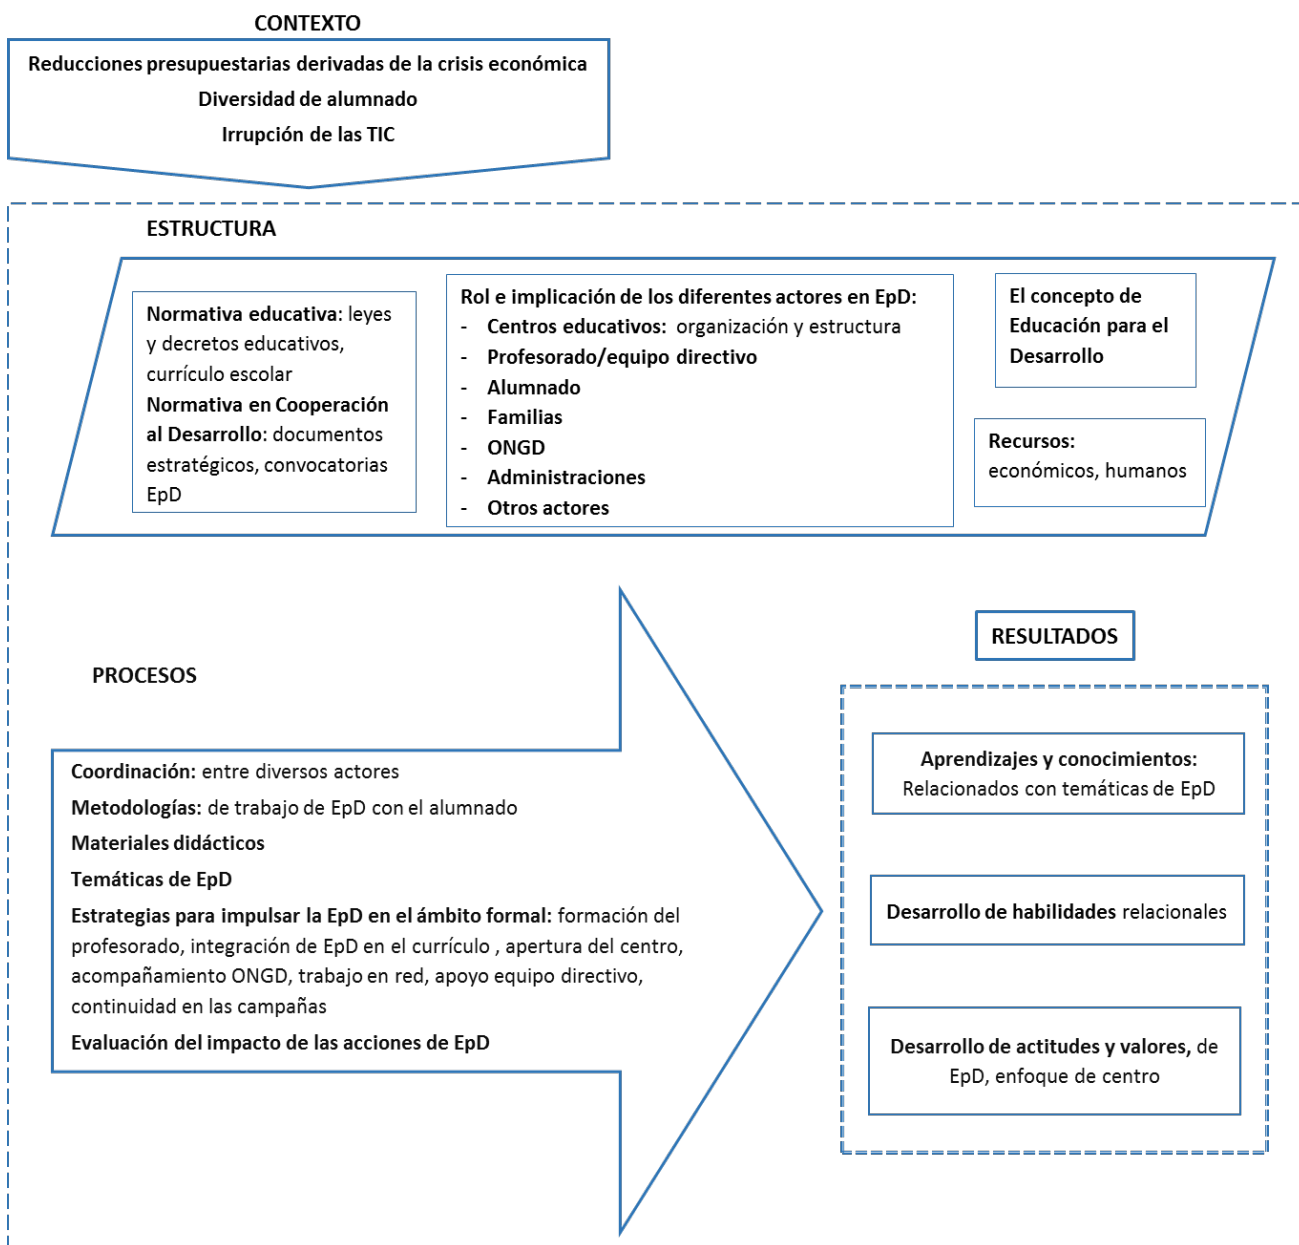 CONTEXTO
Reducciones presupuestarias derivadas de la crisis económica
Diversidad de alumnado
Irrupción de las TIC
ESTRUCTURA
Normativa educativa: leyes
y decretos educativos,
currículo escolar
Normativa en Cooperación
al Desarrollo: documentos
estratégicos, convocatorias
EpD
Rol e implicación de los diferentes actores en EpD:
- Centros educativos: organización y estructura
- Profesorado/equipo directivo
- Alumnado
- Familias
- ONGD
- Administraciones
- Otros actores
El concepto de
Educación para el
Desarrollo
Recursos:
económicos, humanos
PROCESOS
Coordinación: entre diversos actores
Metodologías: de trabajo de EpD con el alumnado
Materiales didácticos
Temáticas de EpD
Estrategias para impulsar la EpD en el ámbito formal: formación del
profesorado, integración de EpD en el currículo , apertura del centro,
acompañamiento ONGD, trabajo en red, apoyo equipo directivo,
continuidad en las campañas
Evaluación del impacto de las acciones de EpD
RESULTADOS
Aprendizajes y conocimientos:
Relacionados con temáticas de EpD
Desarrollo de habilidades relacionales
Desarrollo de actitudes y valores, de
EpD, enfoque de centro